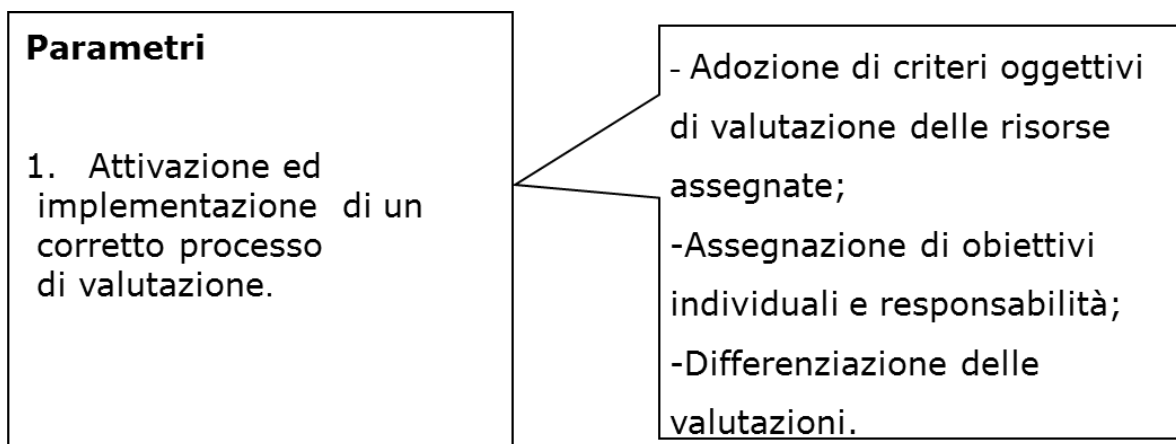 Parametri
1. Attivazione ed
implementazione di un
corretto processo
di valutazione.
- Adozione di criteri oggettivi
di valutazione delle risorse
assegnate;
-Assegnazione di obiettivi
individuali e responsabilità;
-Differenziazione delle
valutazioni.